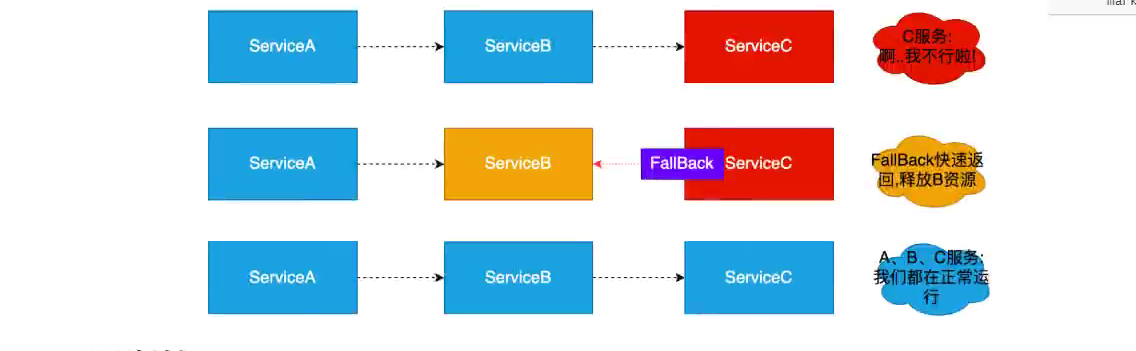 ServiceA
ServiceB
ServiceC
C服务:
啊..我不行啦!
ServiceA
ServiceB
FallBack
ServiceC
FallBack快速返
回,释放B资源
ServiceA
ServiceB
ServiceC
A、B、C服务:
我们都在正常运
行